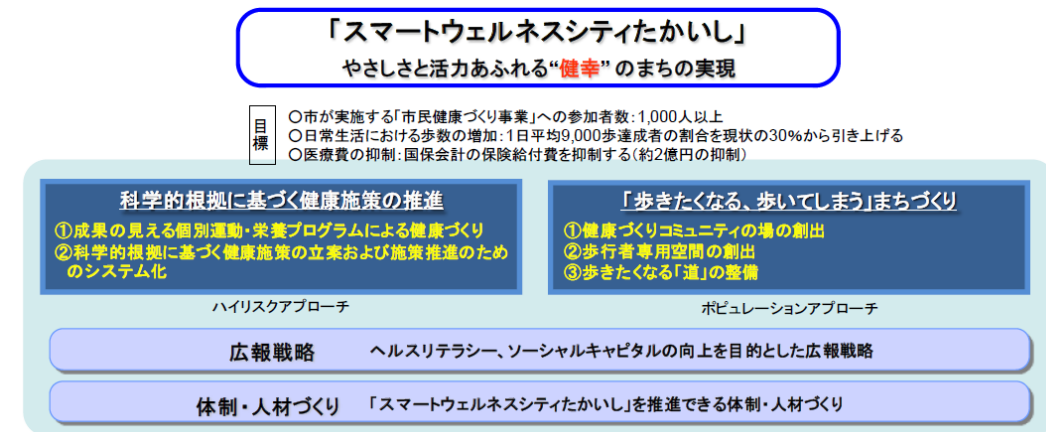 「スマートウェルネスシティたかいし」
やさしさと活力あふれる“健幸” のまちの実現
目標
○市が実施する「市民健康づくり事業」への参加者数：1,000人以上
○日常生活における歩数の増加：1日平均9,000歩達成者の割合を現状の30%から引き上げる
○医療費の抑制：国保会計の保険給付費を抑制する（約2億円の抑制）
科学的根拠に基づく健康施策の推進
①成果の見える個別運動・栄養プログラムによる健康づくり
②科学的根拠に基づく健康施策の立案および施策推進のため
のシステム化
ハイリスクアプローチ
「歩きたくなる、歩いてしまう」まちづくり
①健康づくりコミュニティの場の創出
②歩行者専用空間の創出
③歩きたくなる「道」の整備
ポピュレーションアプローチ
広報戦略　ヘルスリテラシー、ソーシャルキャピタルの向上を目的とした広報戦略
体制・人材づくり　「スマートウェルネスシティたかいし」を推進できる体制・人材づくり